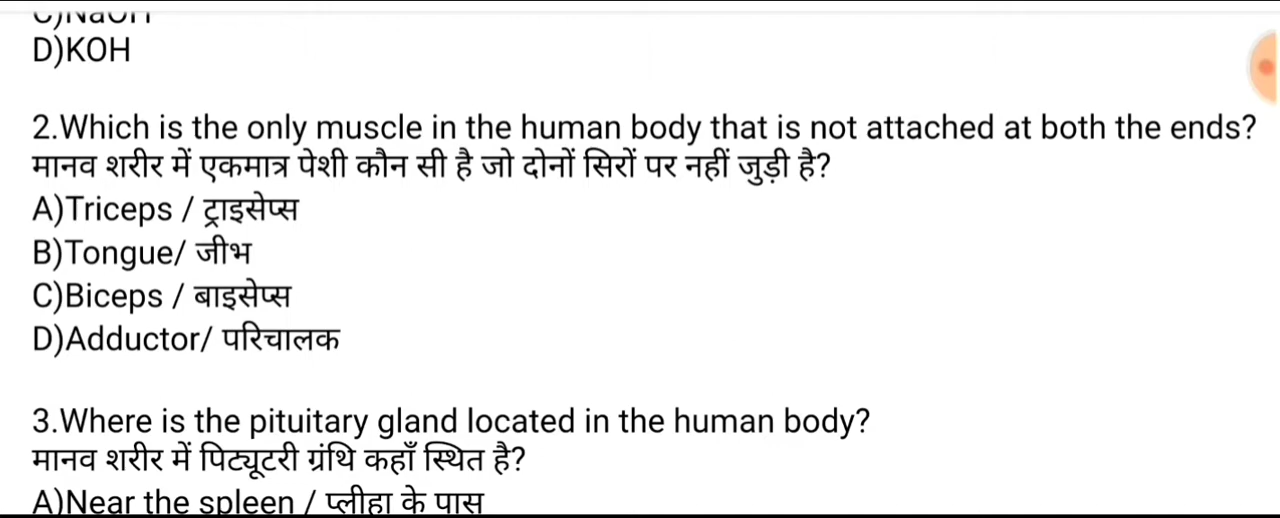 C)NaOH
D)KOH
2.Which is the only muscle in the human body that is not attached at both the ends?
मानव शरीर में एकमात्र पेशी कौन सी है जो दोनों सिरों पर नहीं जुड़ी है?
A)Triceps / ट्राइसेप्स
B)Tongue/ जीभ
C)Biceps / बाइसेप्स
D)Adductor/ परिचालक
3.Where is the pituitary gland located in the human body?
मानव शरीर में पिट्यूटरी ग्रंथि कहाँ स्थित है?
A)Near the spleen / प्लीहा के पास